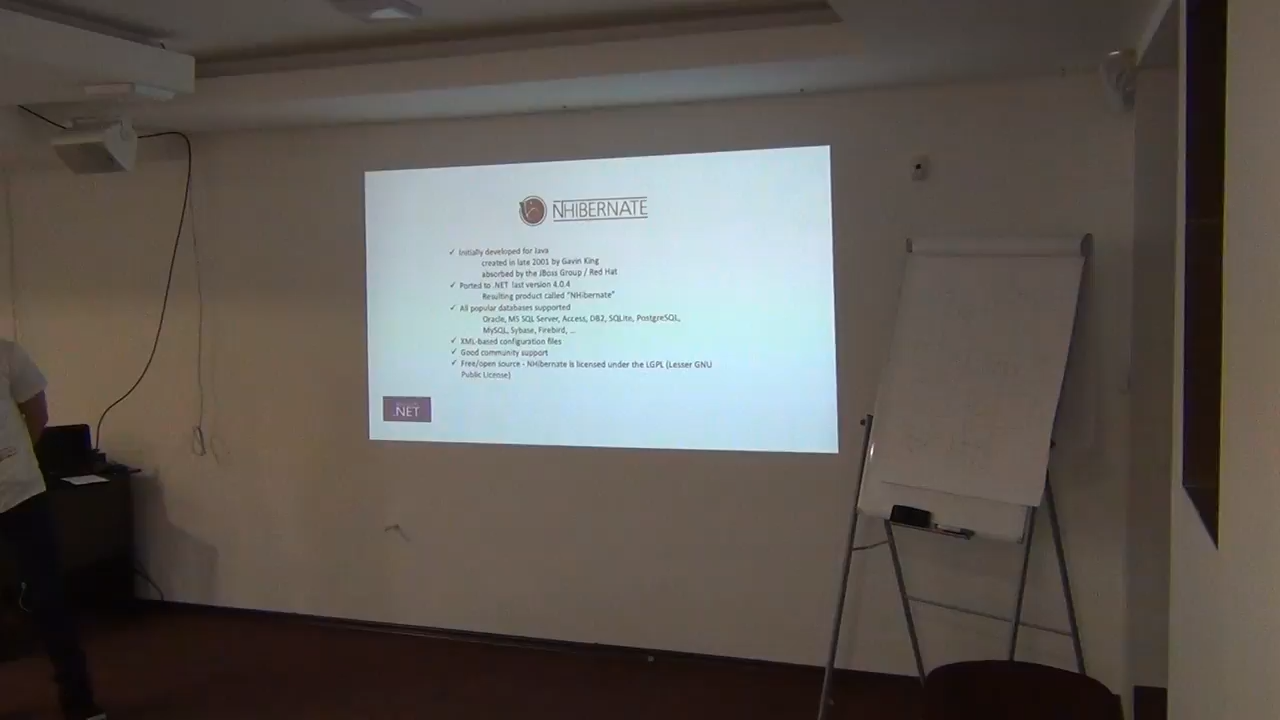 NHIBERNATE
✓ Initially developed for Java
created in late 2001 by Gavin King
absorbed by the JBoss Group / Red Hat
✓ Ported to .NET last version 4.0.4
Resulting product called "NHibernate"
✓ All popular databases supported
Oracle, MS SQL Server, Access, DB2, SQLite, PostgreSQL,
MySQL, Sybase, Firebird, ...
✓ XML-based configuration files
✓ Good community support
✓ Free/open source - NHibernate is licensed under the LGPL (Lesser GNU
Public License)
.NET